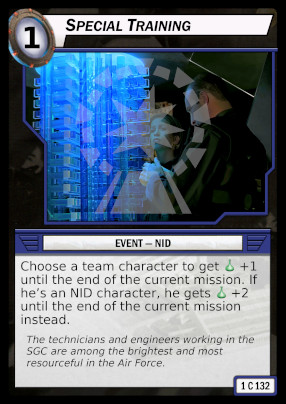 1
SPECIAL TRAINING
EVENT – NID
Choose a team character to get +1
until the end of the current mission. If
he's an NID character, he gets +2
until the end of the current mission
instead.
The technicians and engineers working in the
SGC are among the brightest and most
resourceful in the Air Force.
1 C 132